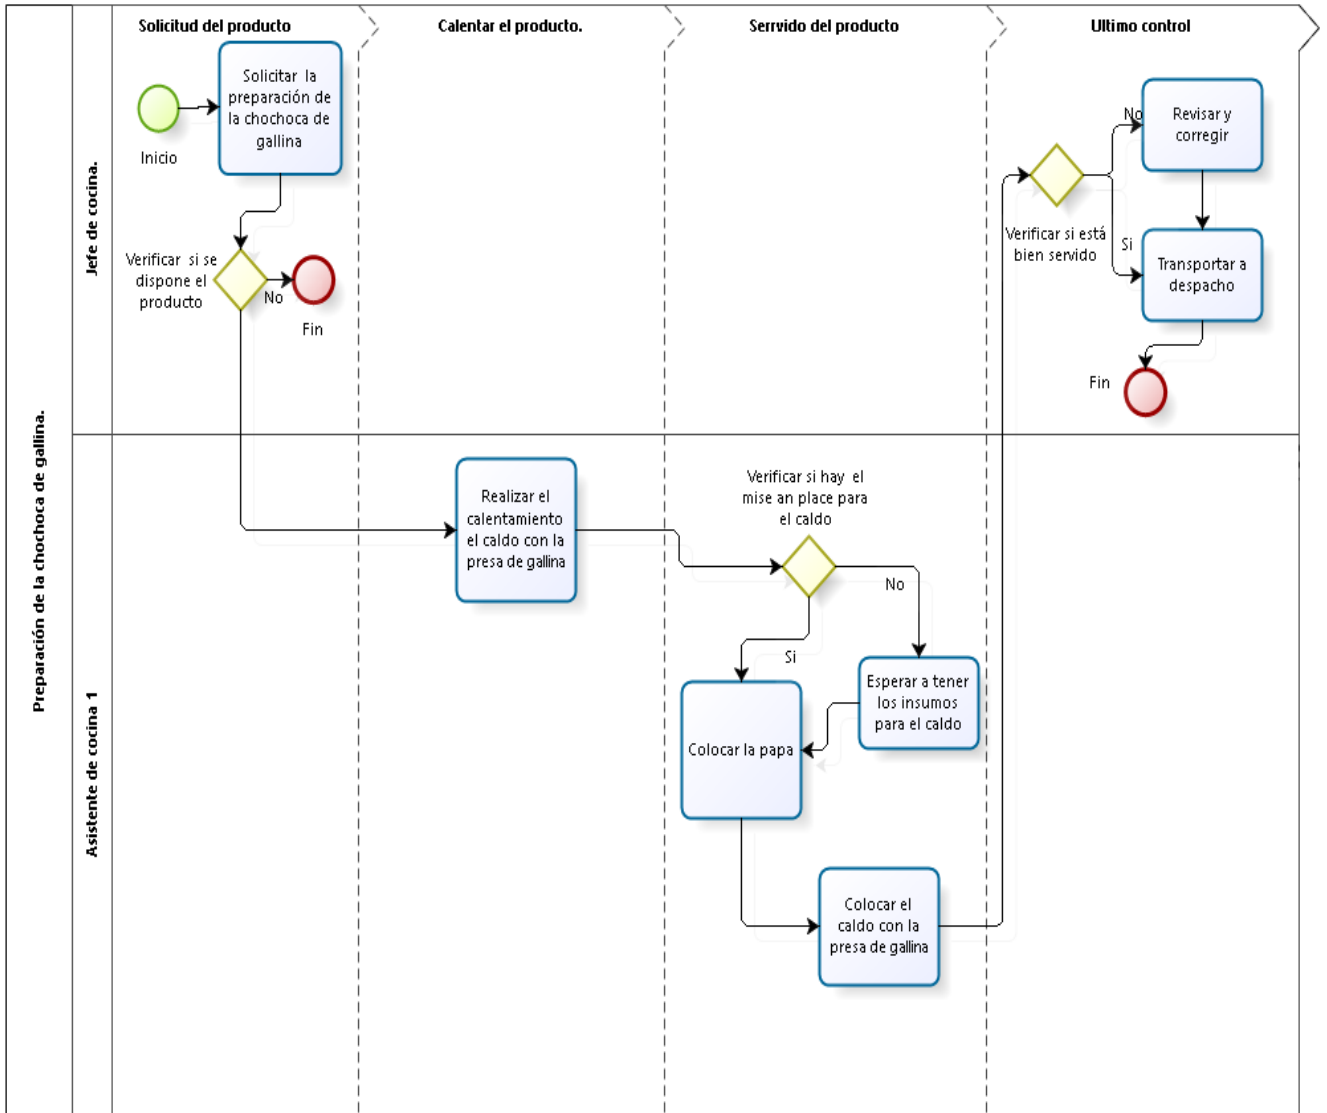 Solicitud del producto
Calentar el producto.
Serrvido del producto
Ultimo control
Preparación de la chochoca de gallina.
Jefe de cocina.
Inicio
Solicitar la
preparación de
la chochoca de
gallina
Verificar si se
dispone el
producto
No
Fin
Verificar si está
bien servido
No
Si
Revisar y
corregir
Transportar a
despacho
Fin
Asistente de cocina 1
Realizar el
calentamiento
el caldo con la
presa de gallina
Verificar si hay el
mise an place para
el caldo
No
Si
Esperar a tener
los insumos
para el caldo
Colocar la papa
Colocar el
caldo con la
presa de gallina